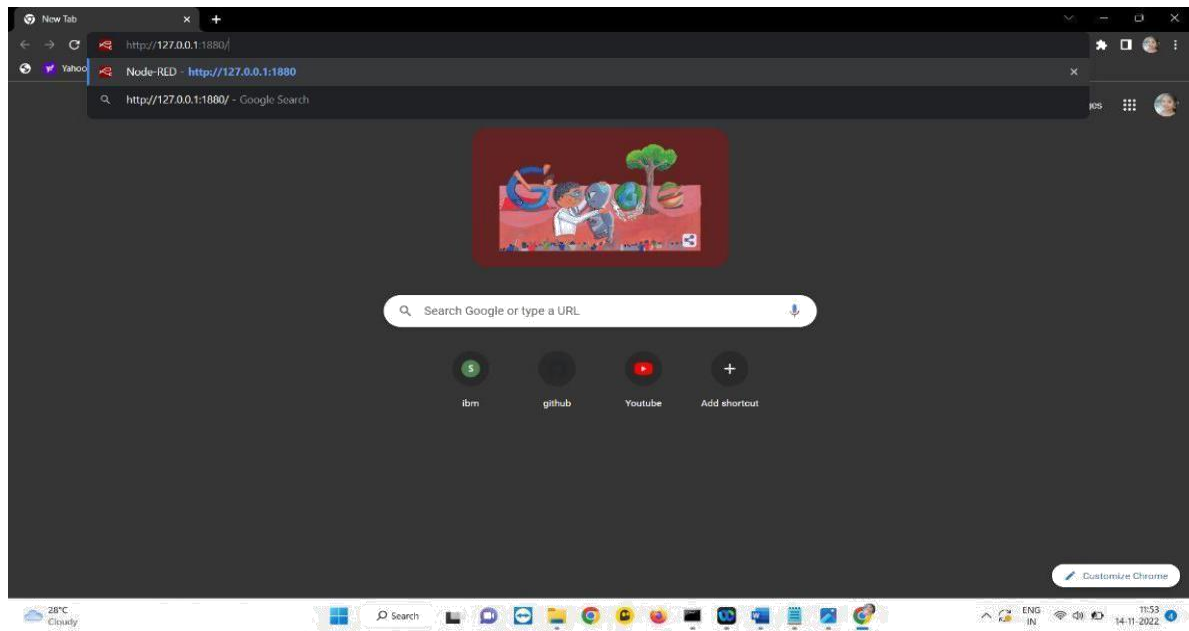 New Tab
http://127.0.0.1:1880/
Yahoo
Node-RED - http://127.0.0.1:1880
http://127.0.0.1:1880/ - Google Search
Google
Search Google or type a URL
S
ibm
github
Youtube
Add shortcut
Customize Chrome
28°C
Cloudy
Search
ENG
IN
11:53
14-11-2022